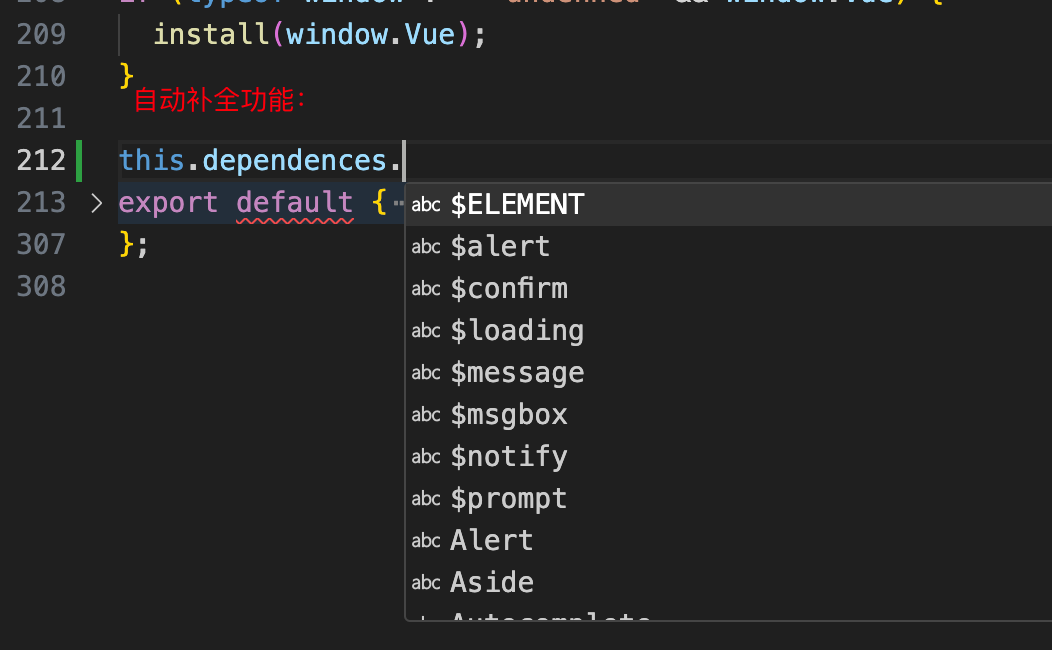 209 install(window.Vue);
210 }
自动补全功能：
211
212 this.dependences.
213 export default {
abc $ELEMENT
307 };
abc $alert
308
abc $confirm
abc $loading
abc $message
abc $msgbox
abc $notify
abc $prompt
abc Alert
abc Aside